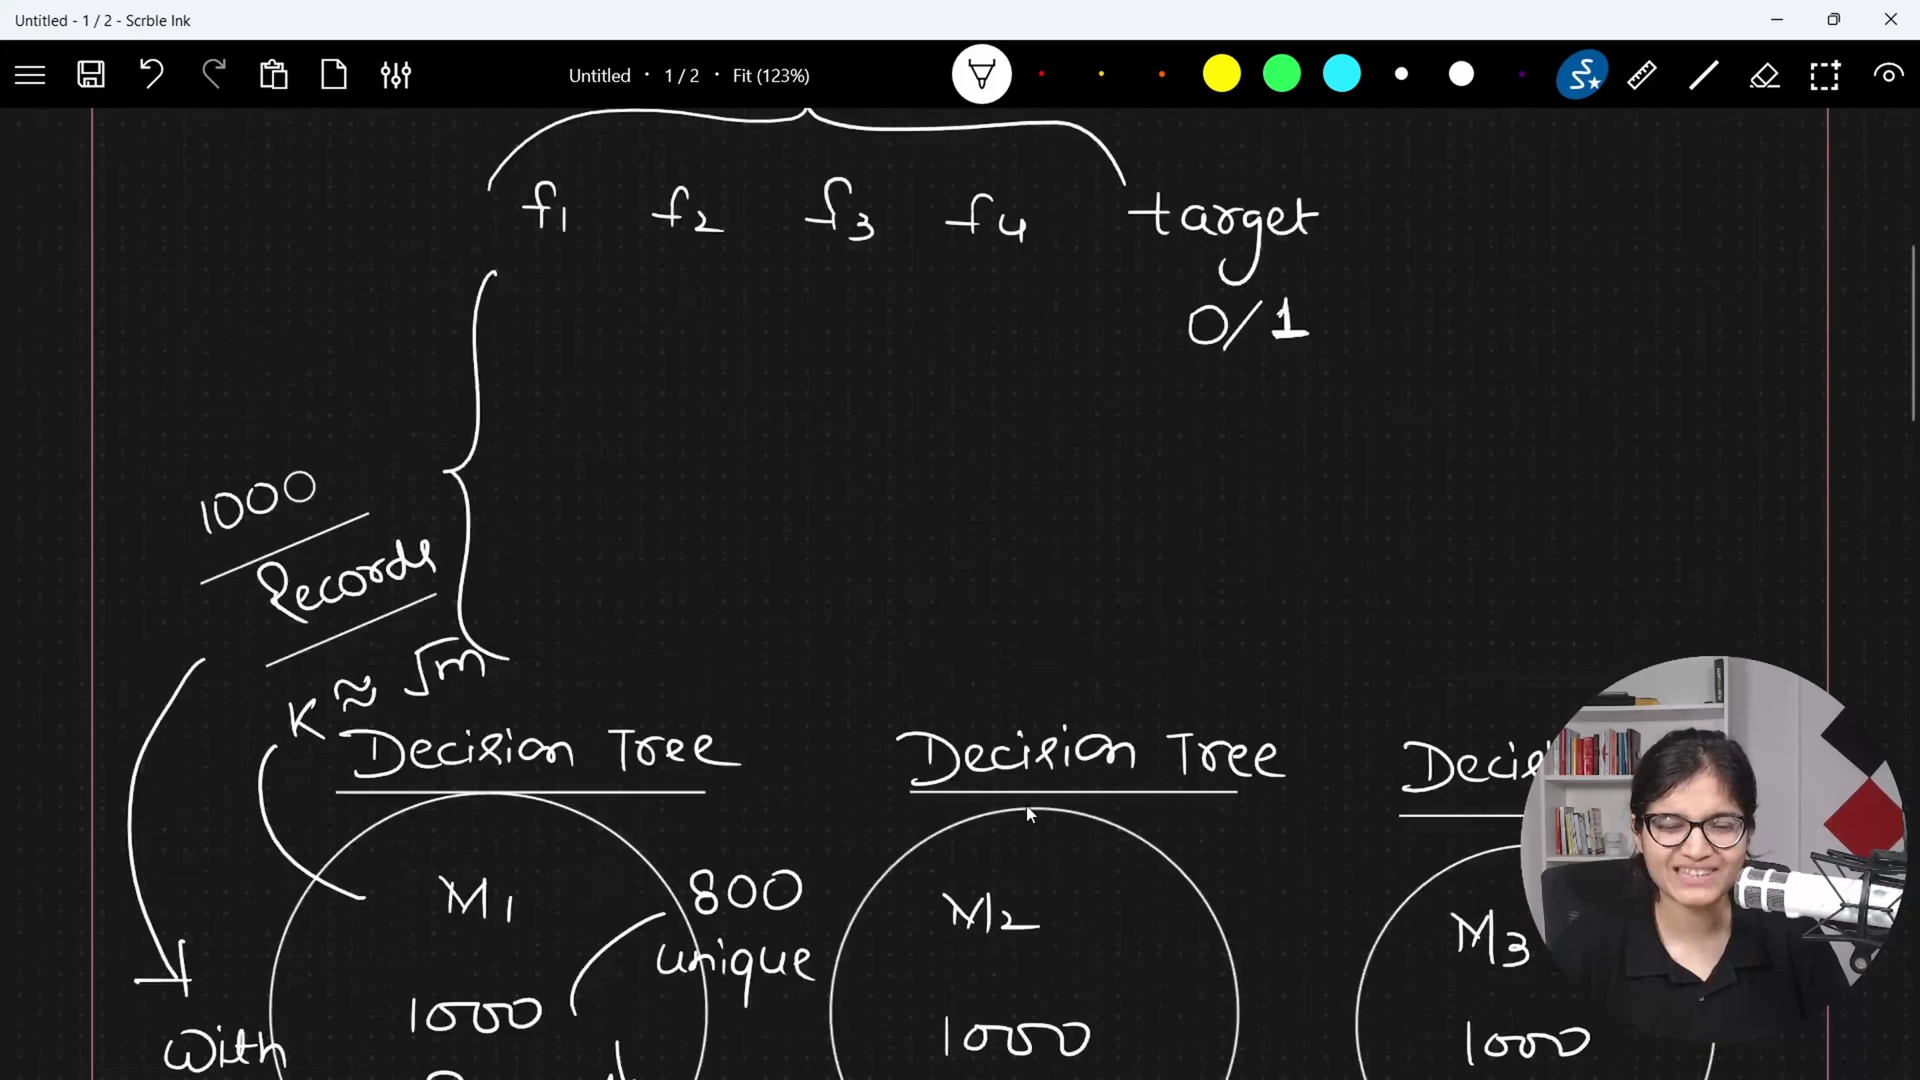 Untitled - 1 / 2 - Scrble Ink
Untitled • 1 / 2 • Fit (123%)
f1 f2 f3 f4 target
0/1
1000
Records
K ≈ √m
Decision Tree Decision Tree Decis
M1 800 M2 M3
unique
1000 1000 1000
With